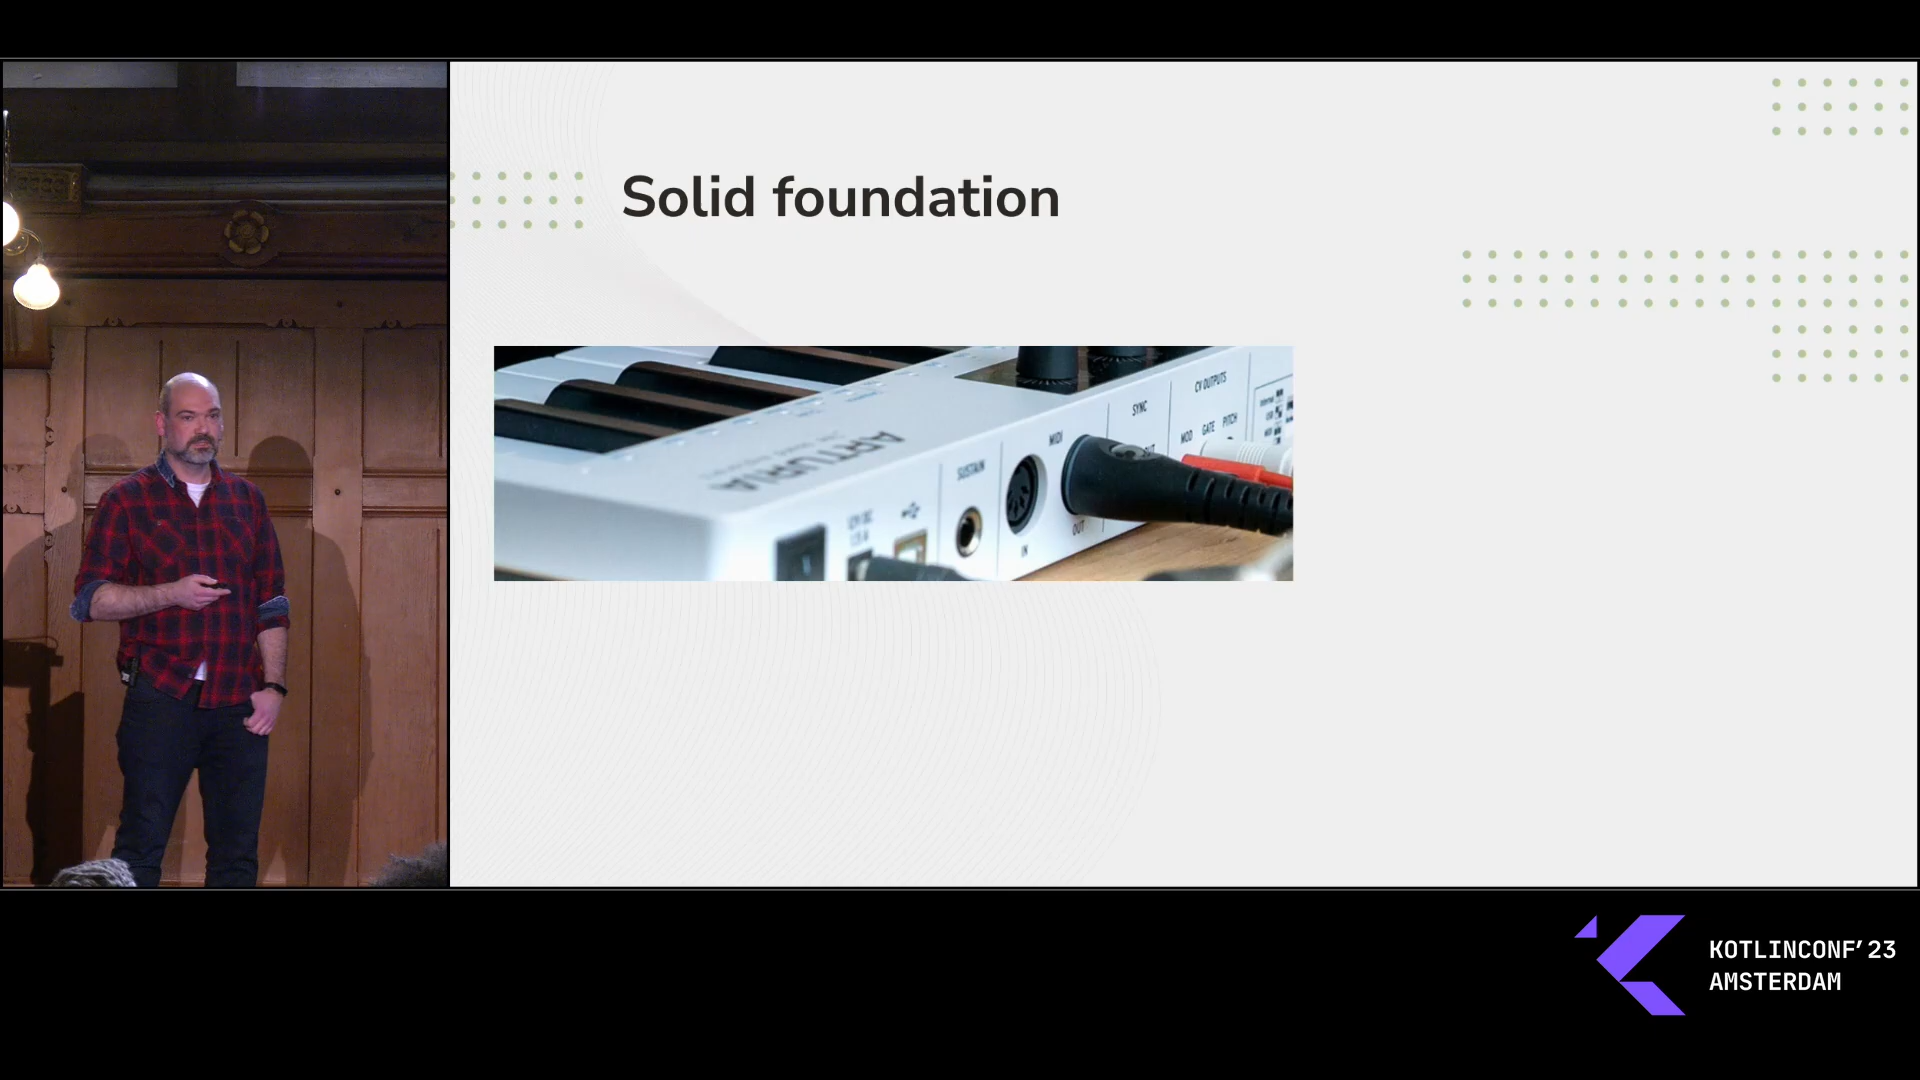 Solid foundation
ARTURIA
SUSTAIN
MIDI
SYNC
CV OUTPUTS
MOD GATE PITCH
IN
OUT
KOTLINCONF'23
AMSTERDAM